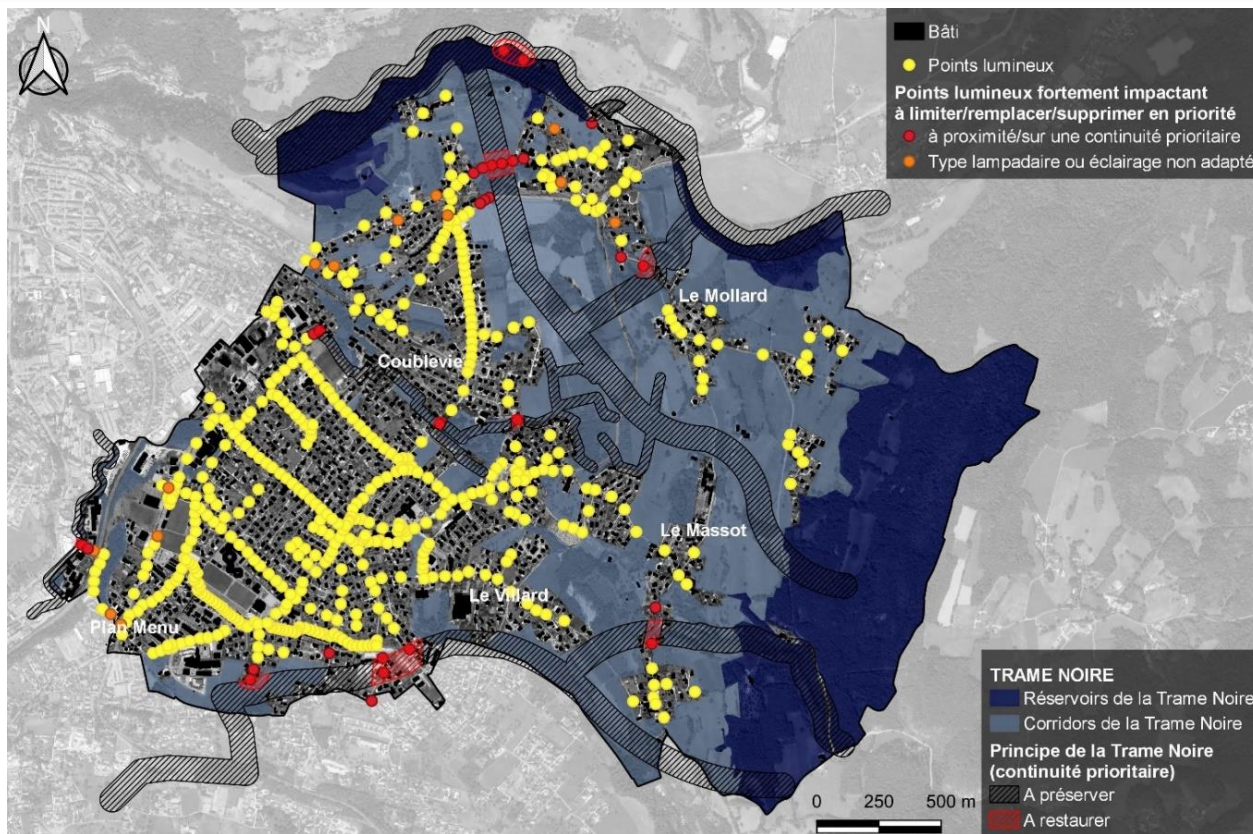 N
Bâti
Points lumineux
Points lumineux fortement impactant
à limiter/remplacer/supprimer en priorité
à proximité/sur une continuité prioritaire
Type lampadaire ou éclairage non adapté
Le Mollard
Coublevie
Le Massot
Le Villard
Plan Menu
TRAME NOIRE
Réservoirs de la Trame Noire
Corridors de la Trame Noire
Principe de la Trame Noire
(continuité prioritaire)
A préserver
A restaurer
0 250 500 m